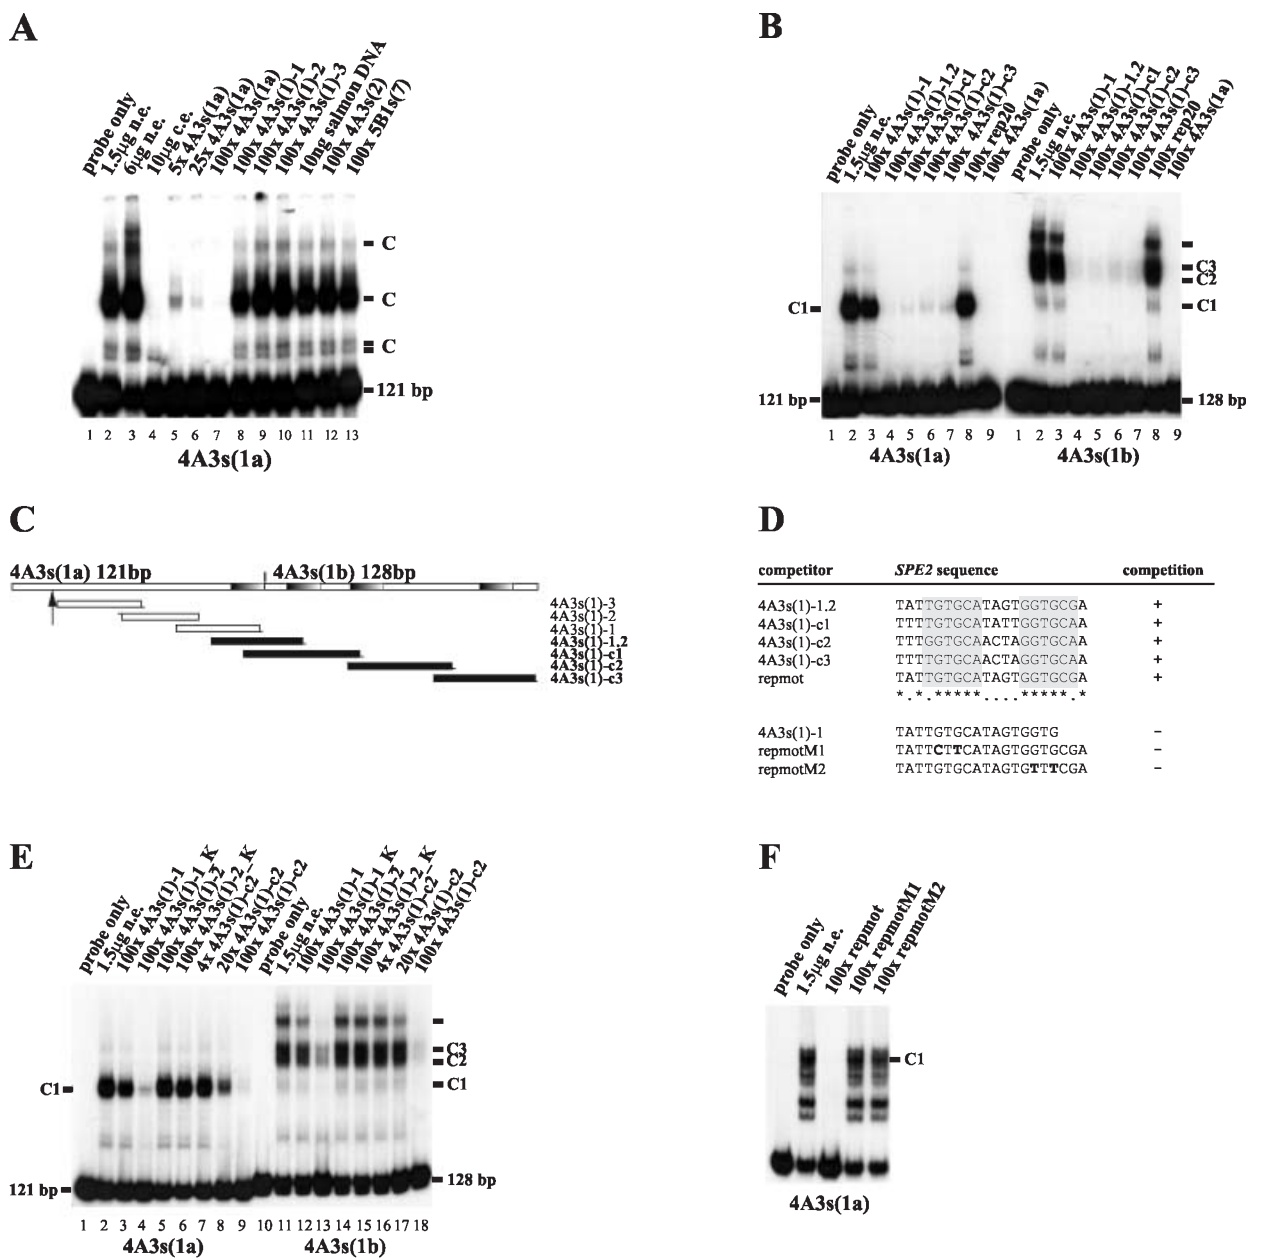 A
probe only
1.5µg n.e.
6µg n.e.
10µg c.e.
5x 4A3s(1a)
25x 4A3s(1a)
100x 4A3s(1a)
100x 4A3s(1)-1
100x 4A3s(1)-2
100x 4A3s(1)-3
10ng salmon DNA
100x 4A3s(2)
100x 5B1s(7)
C
C
C
121 bp
1 2 3 4 5 6 7 8 9 10 11 12 13
4A3s(1a)
B
probe only
1.5µg n.e.
100x 4A3s(1)-1
100x 4A3s(1)-1.2
100x 4A3s(1)-c1
100x 4A3s(1)-c2
100x 4A3s(1)-c3
100x rep20
100x 4A3s(1a)
probe only
1.5µg n.e.
100x 4A3s(1)-1
100x 4A3s(1)-1.2
100x 4A3s(1)-c1
100x 4A3s(1)-c2
100x 4A3s(1)-c3
100x rep20
100x 4A3s(1a)
C1
C3
C2
C1
121 bp
128 bp
1 2 3 4 5 6 7 8 9 1 2 3 4 5 6 7 8 9
4A3s(1a) 4A3s(1b)
C
4A3s(1a) 121bp 4A3s(1b) 128bp
4A3s(1)-3
4A3s(1)-2
4A3s(1)-1
4A3s(1)-1.2
4A3s(1)-c1
4A3s(1)-c2
4A3s(1)-c3
D
competitor SPE2 sequence competition
4A3s(1)-1.2 TATTGTGCATAGTGGTGCGA +
4A3s(1)-c1 TTTTGTGCATATTGGTGCGA +
4A3s(1)-c2 TTTGGTGCAACTAGGTGCAA +
4A3s(1)-c3 TTTTGTGCAACTAGGTGCAA +
repmot TATTGTGCATAGTGGTGCGA +
*.*.*****....*****.*
4A3s(1)-1 TATTGTGCATAGTGGTG –
repmotM1 TATTCTTCATAGTGGTGCGA –
repmotM2 TATTGTGCATAGTGTTTCGA –
E
probe only
1.5µg n.e.
100x 4A3s(1)-1
100x 4A3s(1)-1_K
100x 4A3s(1)-2
100x 4A3s(1)-2_K
4x 4A3s(1)-c2
20x 4A3s(1)-c2
100x 4A3s(1)-c2
probe only
1.5µg n.e.
100x 4A3s(1)-1
100x 4A3s(1)-1_K
100x 4A3s(1)-2
100x 4A3s(1)-2_K
4x 4A3s(1)-c2
20x 4A3s(1)-c2
100x 4A3s(1)-c2
C1
C3
C2
C1
121 bp
128 bp
1 2 3 4 5 6 7 8 9 10 11 12 13 14 15 16 17 18
4A3s(1a) 4A3s(1b)
F
probe only
1.5µg n.e.
100x repmot
100x repmotM1
100x repmotM2
C1
4A3s(1a)